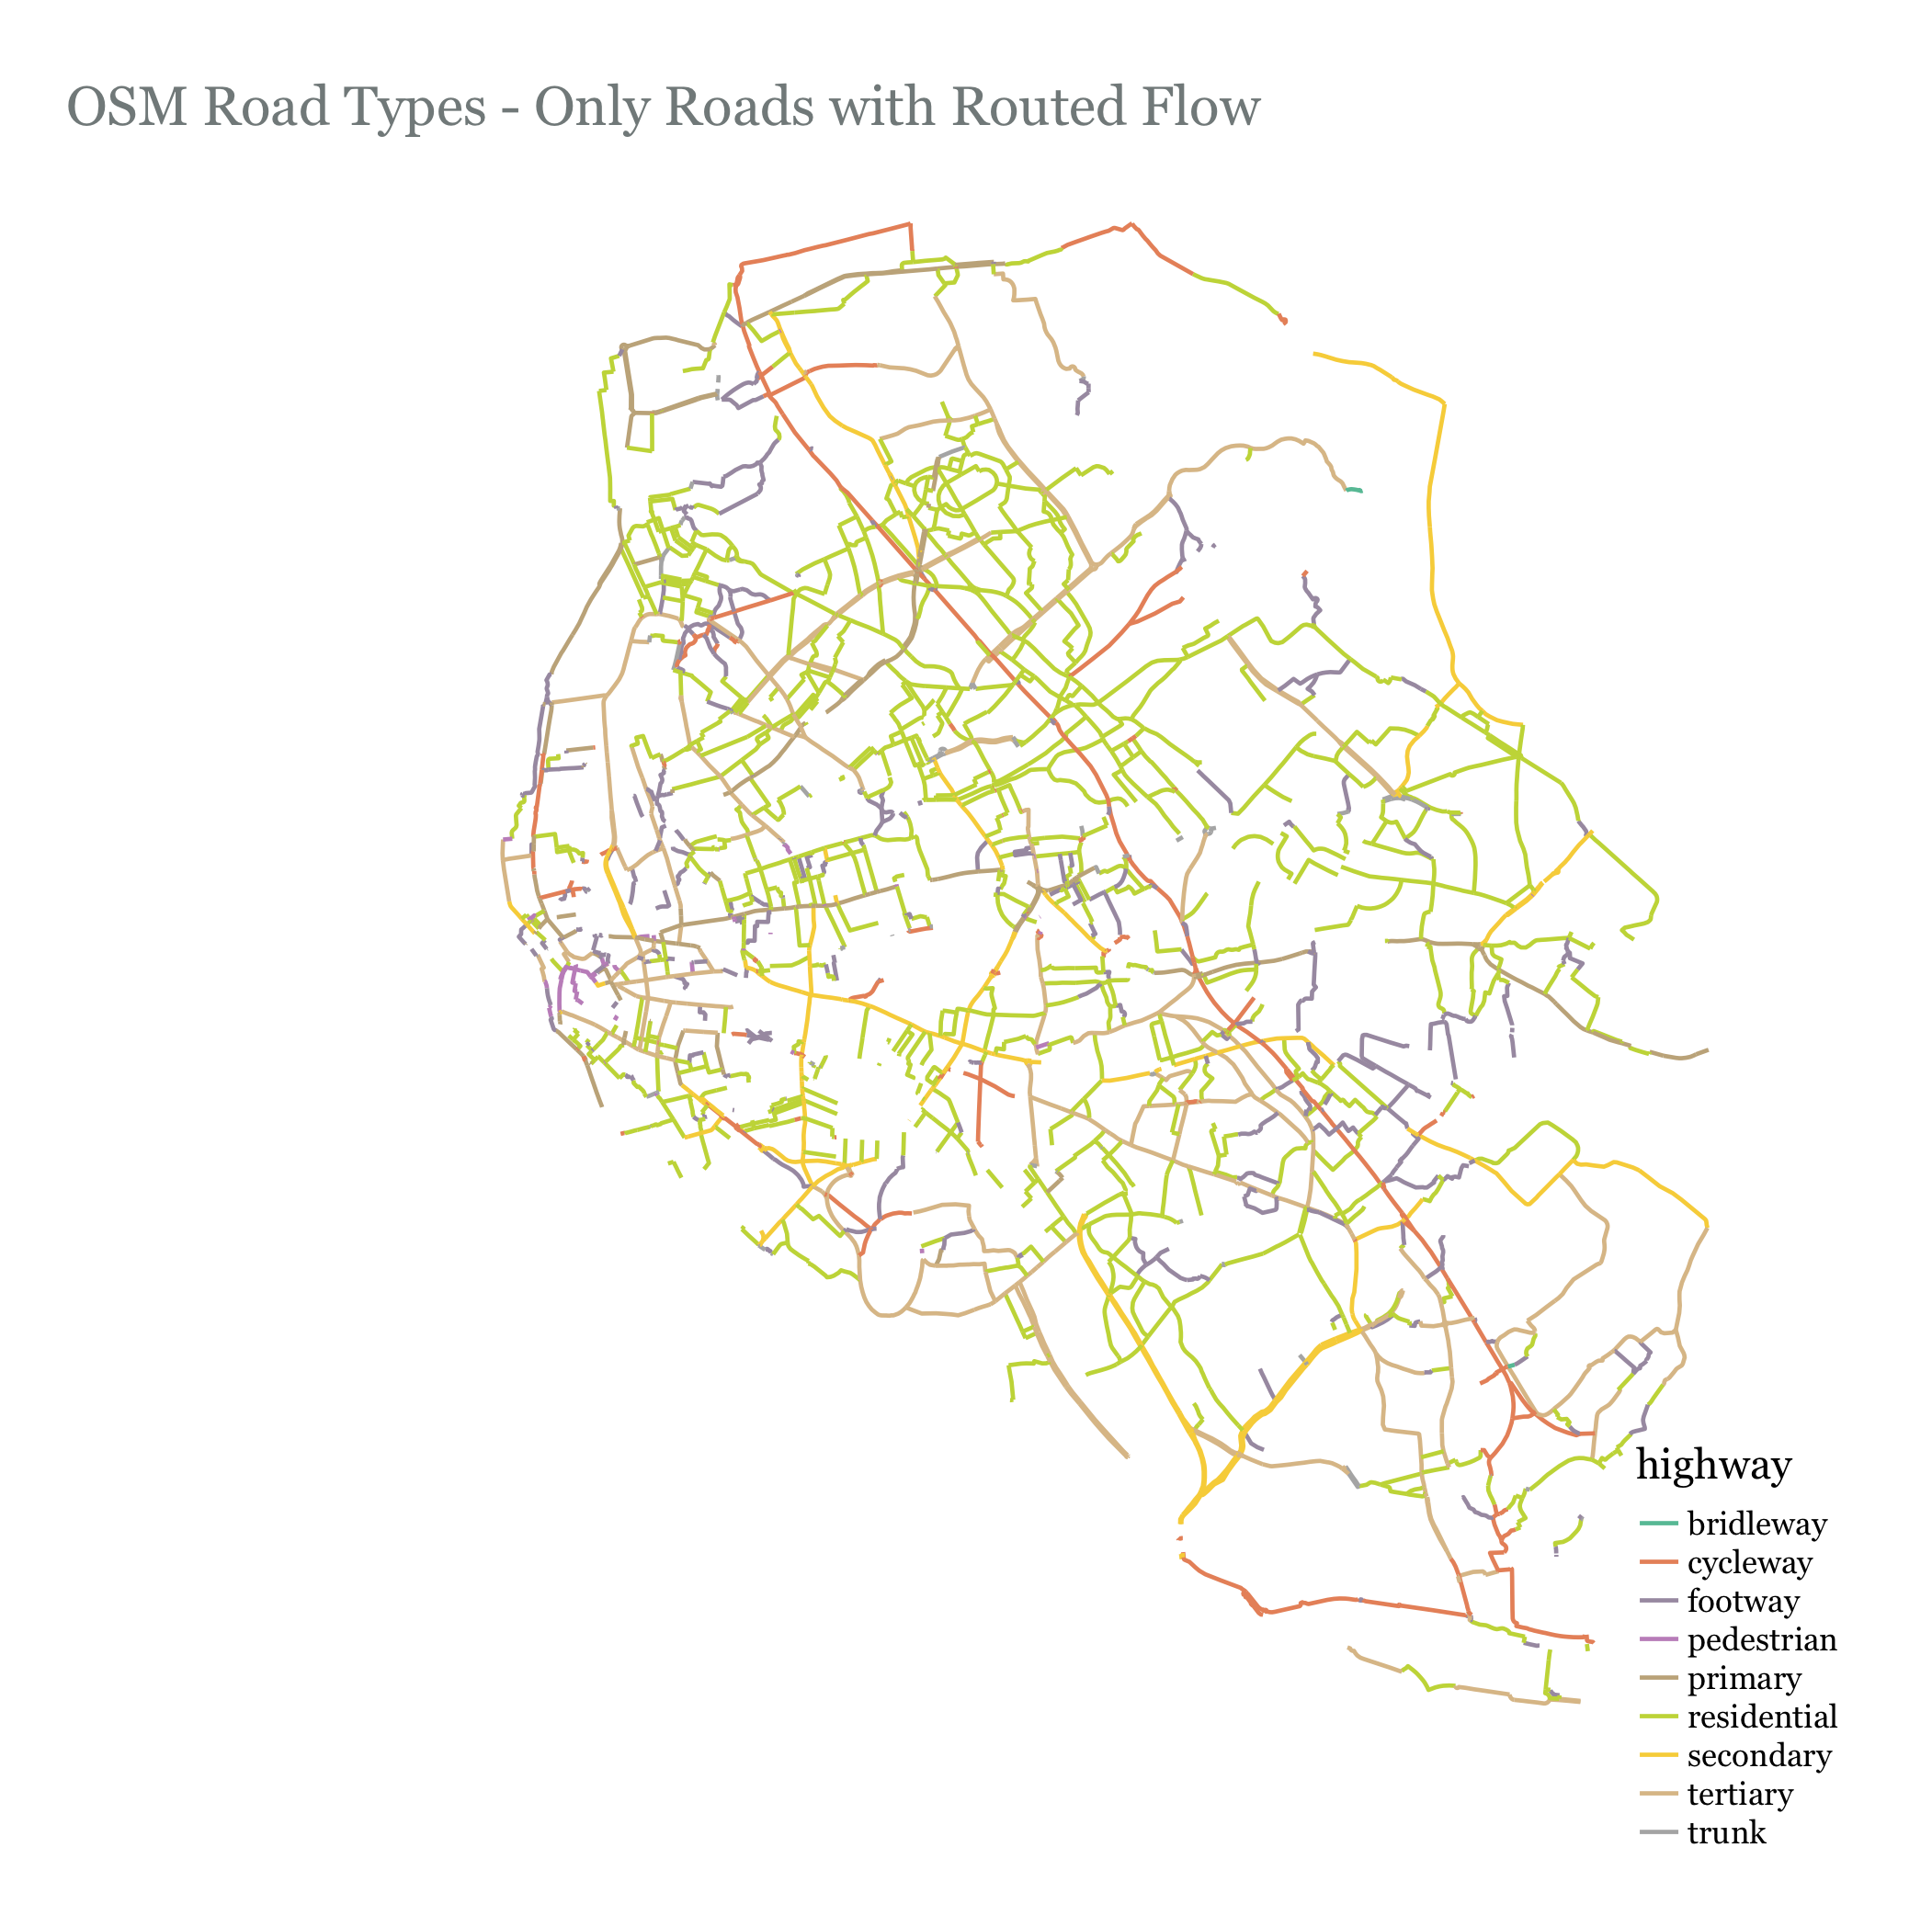 OSM Road Types - Only Roads with Routed Flow
highway
bridleway
cycleway
footway
pedestrian
primary
residential
secondary
tertiary
trunk